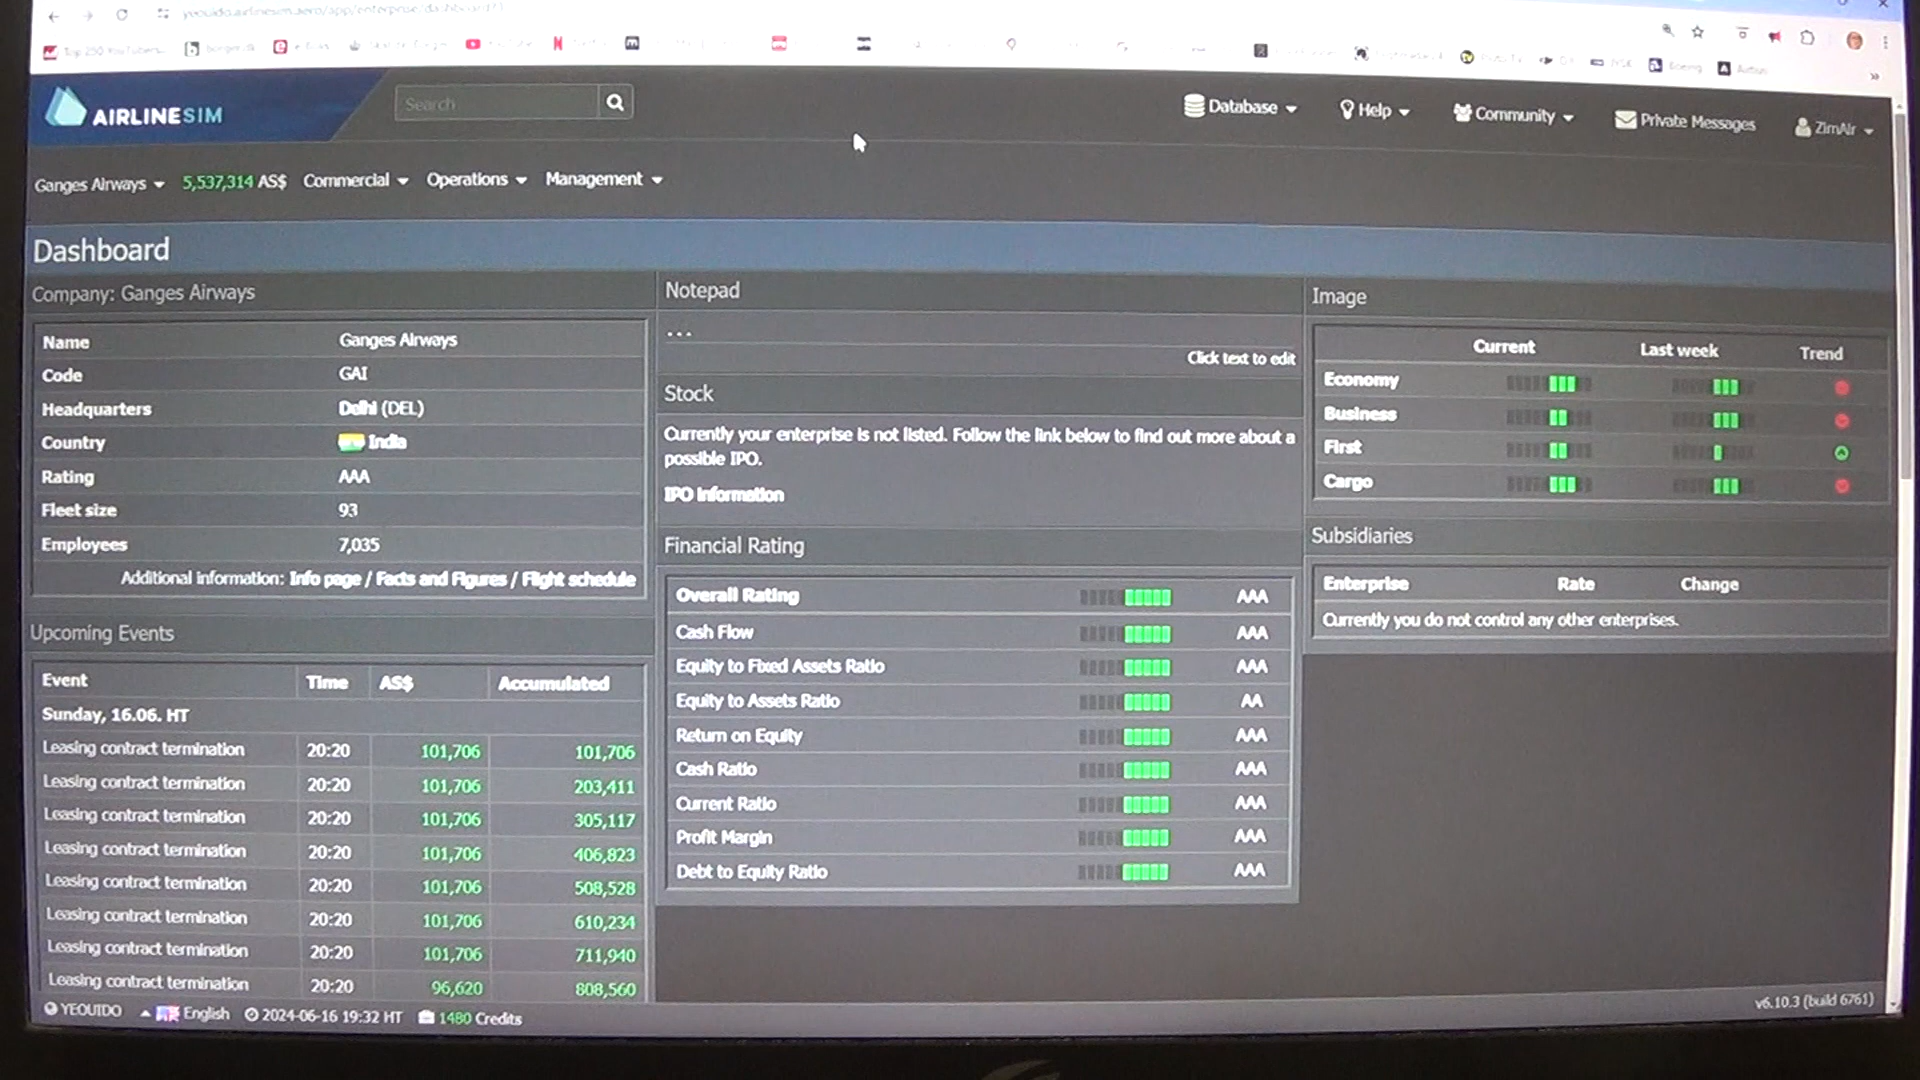 yeouido.airlinesim.aero/app/enterprise/dashboard
AIRLINESIM
Search
Database
Help
Community
Private Messages
ZimAir
Ganges Airways
5,537,314 AS$
Commercial
Operations
Management
Dashboard
Company: Ganges Airways
Name Ganges Airways
Code GAI
Headquarters Delhi (DEL)
Country India
Rating AAA
Fleet size 93
Employees 7,035
Additional information: Info page / Facts and Figures / Flight schedule
Upcoming Events
Event Time AS$ Accumulated
Sunday, 16.06. HT
Leasing contract termination 20:20 101,706 101,706
Leasing contract termination 20:20 101,706 203,411
Leasing contract termination 20:20 101,706 305,117
Leasing contract termination 20:20 101,706 406,823
Leasing contract termination 20:20 101,706 508,528
Leasing contract termination 20:20 101,706 610,234
Leasing contract termination 20:20 101,706 711,940
Leasing contract termination 20:20 96,620 808,560
Notepad
...
Click text to edit
Stock
Currently your enterprise is not listed. Follow the link below to find out more about a
possible IPO.
IPO Information
Financial Rating
Overall Rating AAA
Cash Flow AAA
Equity to Fixed Assets Ratio AAA
Equity to Assets Ratio AA
Return on Equity AAA
Cash Ratio AAA
Current Ratio AAA
Profit Margin AAA
Debt to Equity Ratio AAA
Image
Current Last week Trend
Economy
Business
First
Cargo
Subsidiaries
Enterprise Rate Change
Currently you do not control any other enterprises.
YEOUIDO
English
2024-06-16 19:32 HT
1480 Credits
v6.10.3 (build 6761)